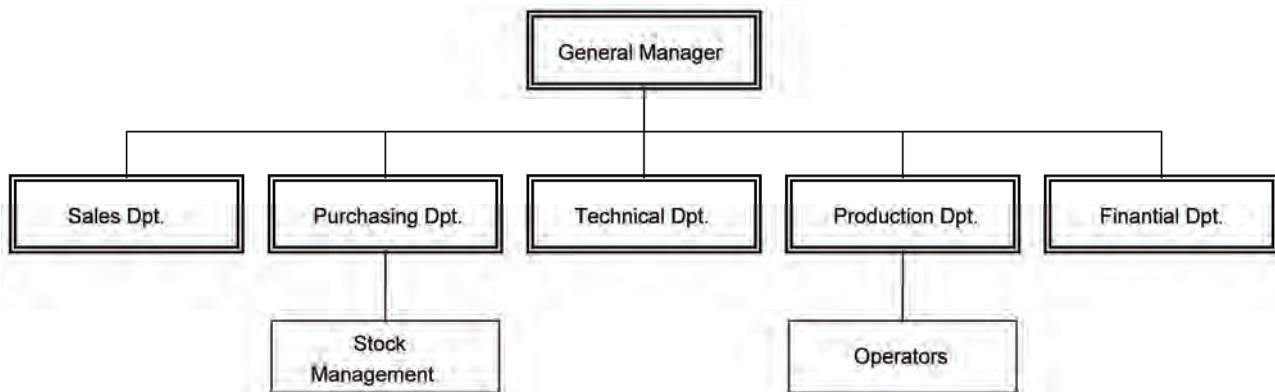 General Manager
Sales Dpt.
Purchasing Dpt.
Technical Dpt.
Production Dpt.
Finantial Dpt.
Stock
Management
Operators